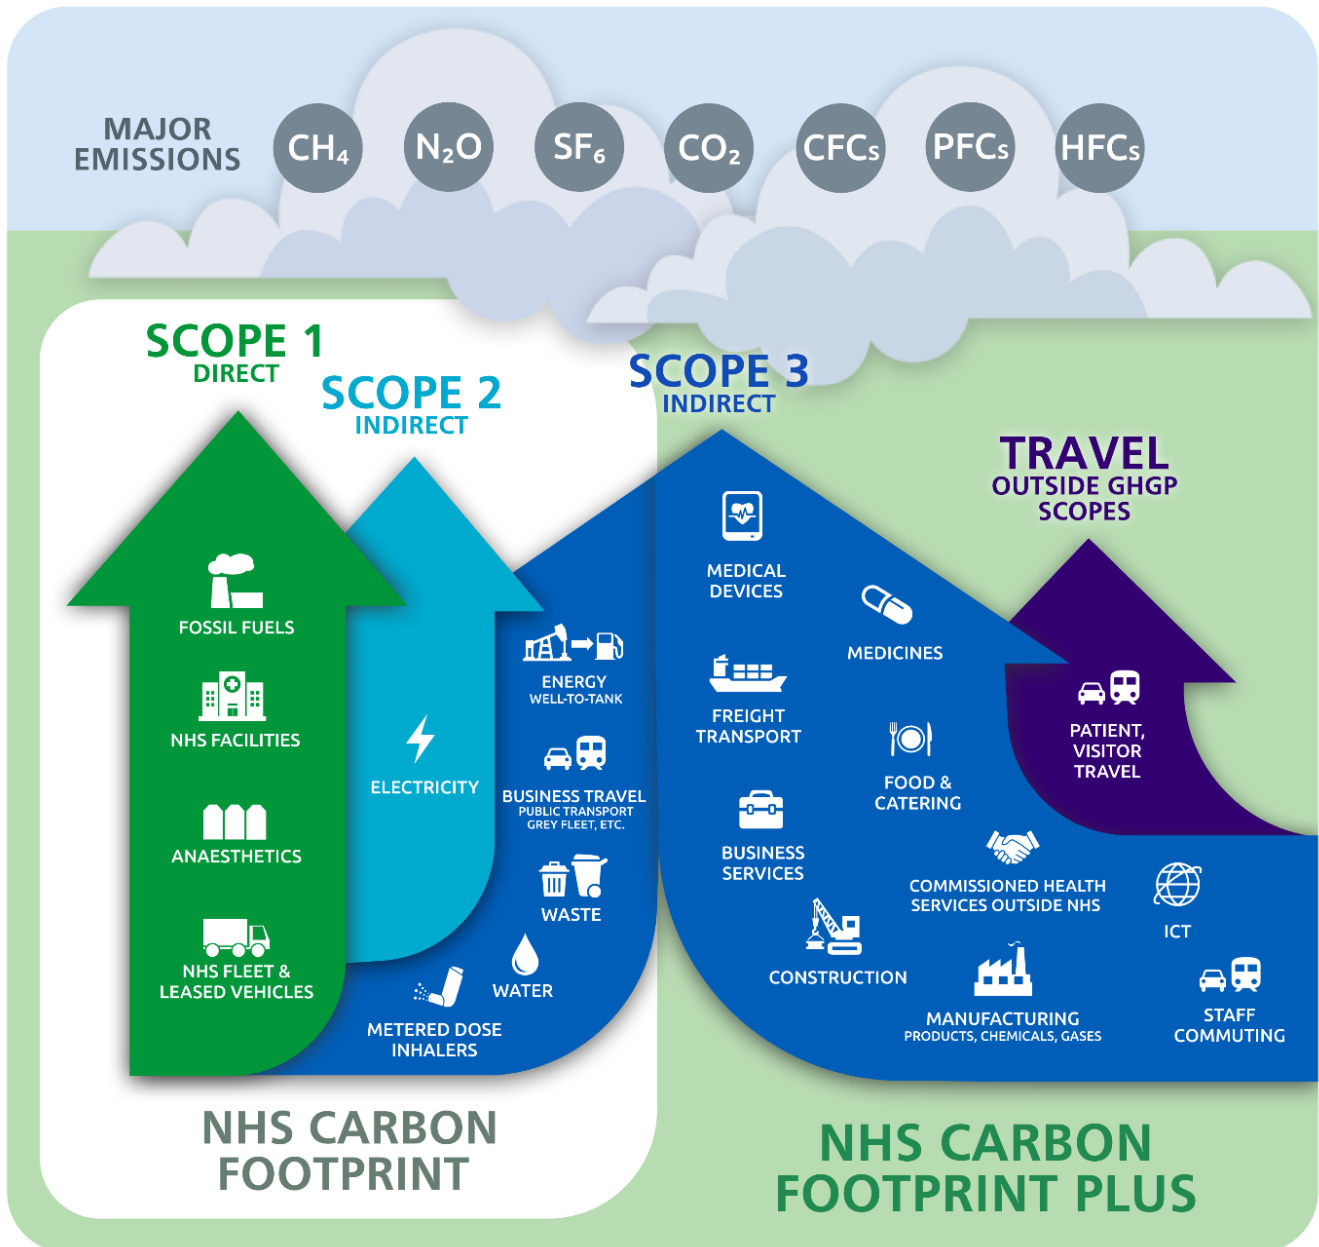 MAJOR
EMISSIONS
CH₄
N₂O
SF₆
CO₂
CFCs
PFCs
HFCs
SCOPE 1
DIRECT
FOSSIL FUELS
NHS FACILITIES
ANAESTHETICS
NHS FLEET &
LEASED VEHICLES
SCOPE 2
INDIRECT
ELECTRICITY
SCOPE 3
INDIRECT
ENERGY
WELL-TO-TANK
BUSINESS TRAVEL
PUBLIC TRANSPORT
GREY FLEET, ETC.
WASTE
WATER
METERED DOSE
INHALERS
MEDICAL
DEVICES
MEDICINES
FREIGHT
TRANSPORT
FOOD &
CATERING
BUSINESS
SERVICES
COMMISSIONED HEALTH
SERVICES OUTSIDE NHS
ICT
CONSTRUCTION
MANUFACTURING
PRODUCTS, CHEMICALS, GASES
STAFF
COMMUTING
TRAVEL
OUTSIDE GHGP
SCOPES
PATIENT,
VISITOR
TRAVEL
NHS CARBON
FOOTPRINT
NHS CARBON
FOOTPRINT PLUS